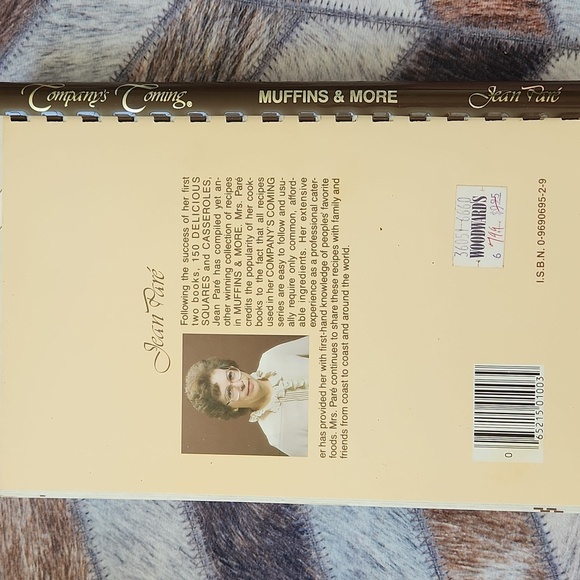 Company's Coming®
MUFFINS & MORE
Jean Paré
Jean Paré
Following the success of her first
two books, 150 DELICIOUS
SQUARES and CASSEROLES,
Jean Paré has compiled yet an-
other winning collection of recipes
in MUFFINS & MORE. Mrs. Paré
credits the popularity of her cook-
books to the fact that all recipes
used in her COMPANY'S COMING
series are easy to follow and usu-
ally require only common, afford-
able ingredients. Her extensive
experience as a professional cater-
er has provided her with first-hand knowledge of peoples' favorite
foods. Mrs. Paré continues to share these recipes with family and
friends from coast to coast and around the world.
WOODWARD'S
I.S.B.N. 0-9690695-2-9
0 65215 01003